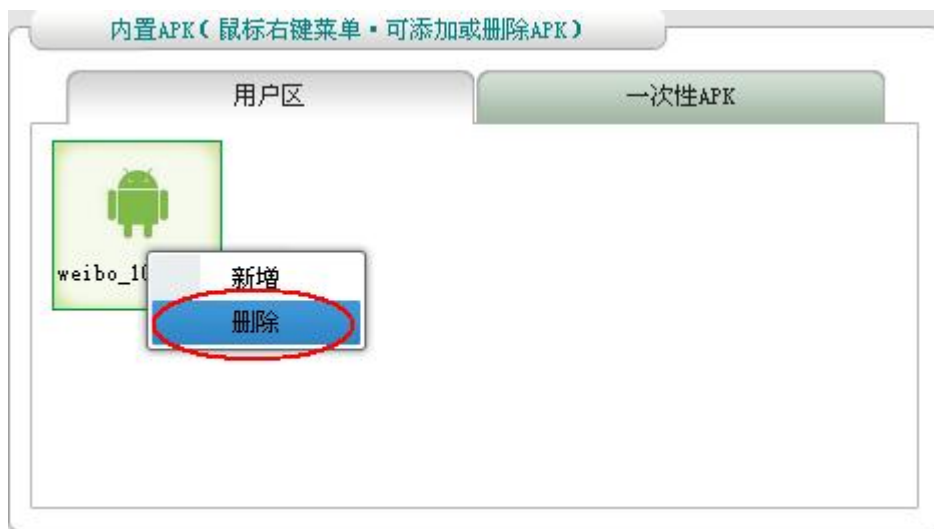 内置APK(鼠标右键菜单·可添加或删除APK)
用户区
一次性APK
weibo_10
新增
删除